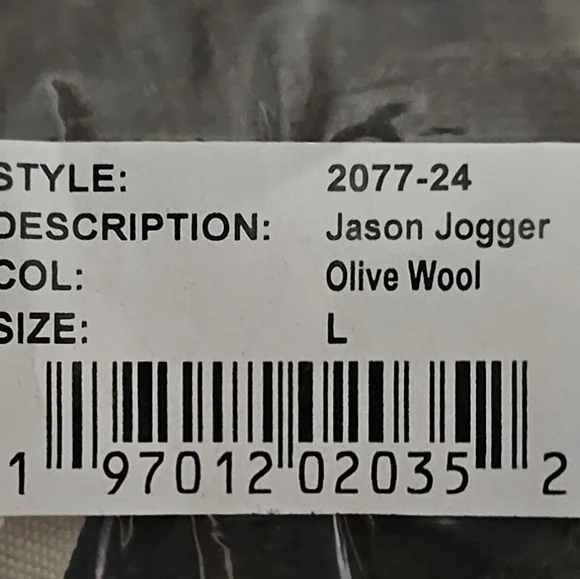 STYLE: 2077-24
DESCRIPTION: Jason Jogger
COL: Olive Wool
SIZE: L
1 97012 02035 2